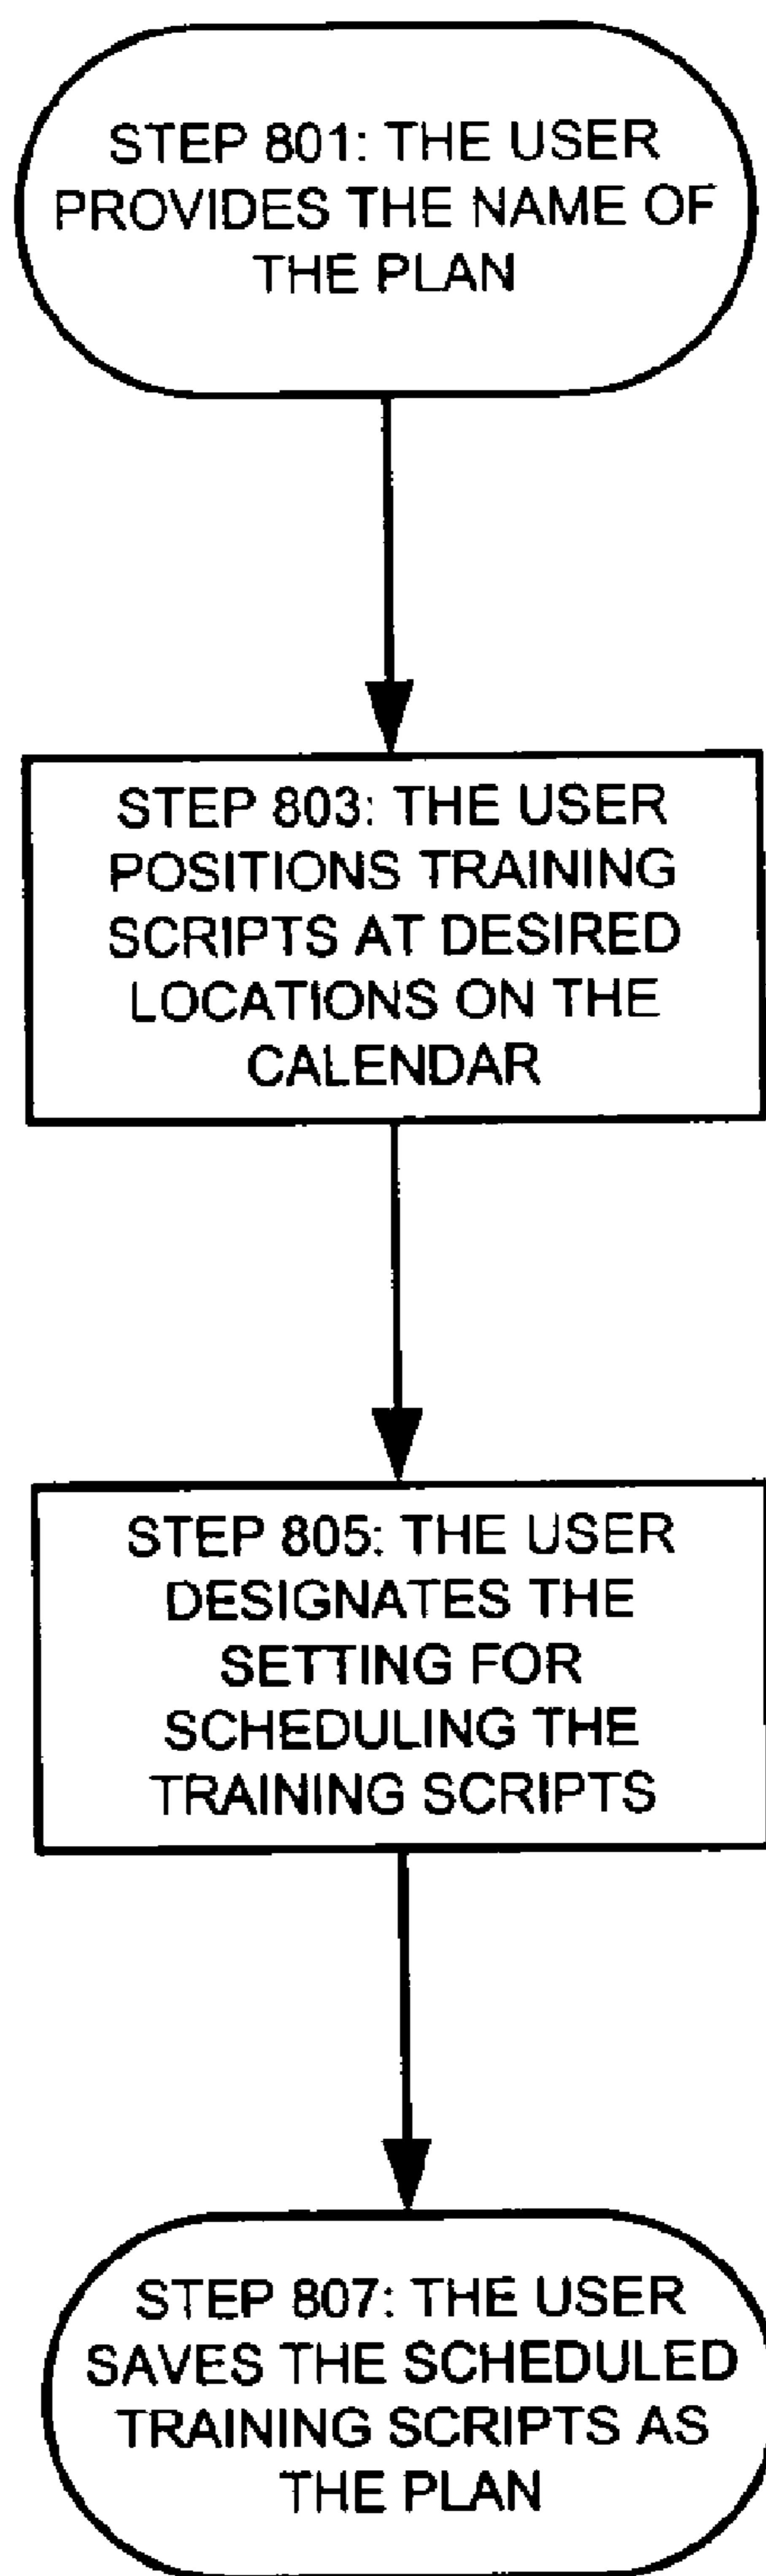 STEP 801: THE USER
PROVIDES THE NAME OF
THE PLAN
STEP 803: THE USER
POSITIONS TRAINING
SCRIPTS AT DESIRED
LOCATIONS ON THE
CALENDAR
STEP 805: THE USER
DESIGNATES THE
SETTING FOR
SCHEDULING THE
TRAINING SCRIPTS
STEP 807: THE USER
SAVES THE SCHEDULED
TRAINING SCRIPTS AS
THE PLAN